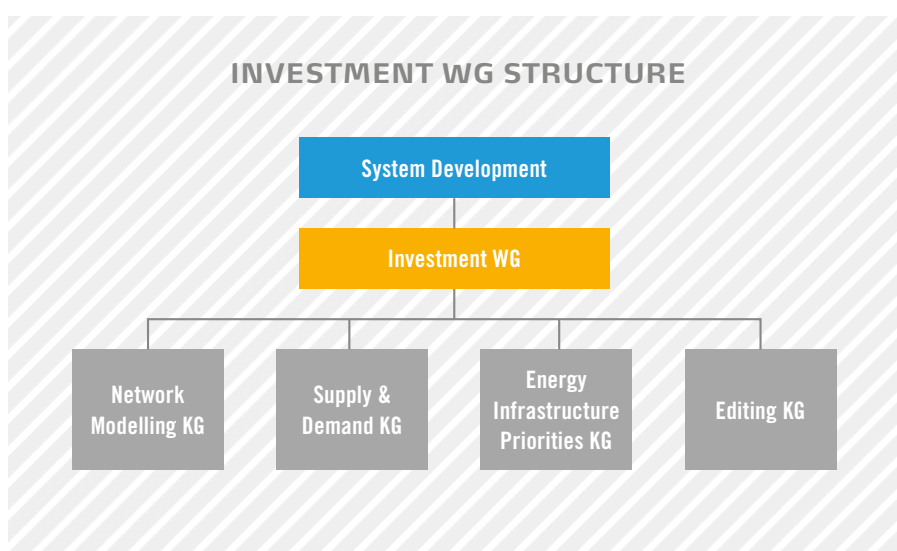 INVESTMENT WG STRUCTURE
System Development
Investment WG
Network
Modelling KG
Supply &
Demand KG
Energy
Infrastructure
Priorities KG
Editing KG